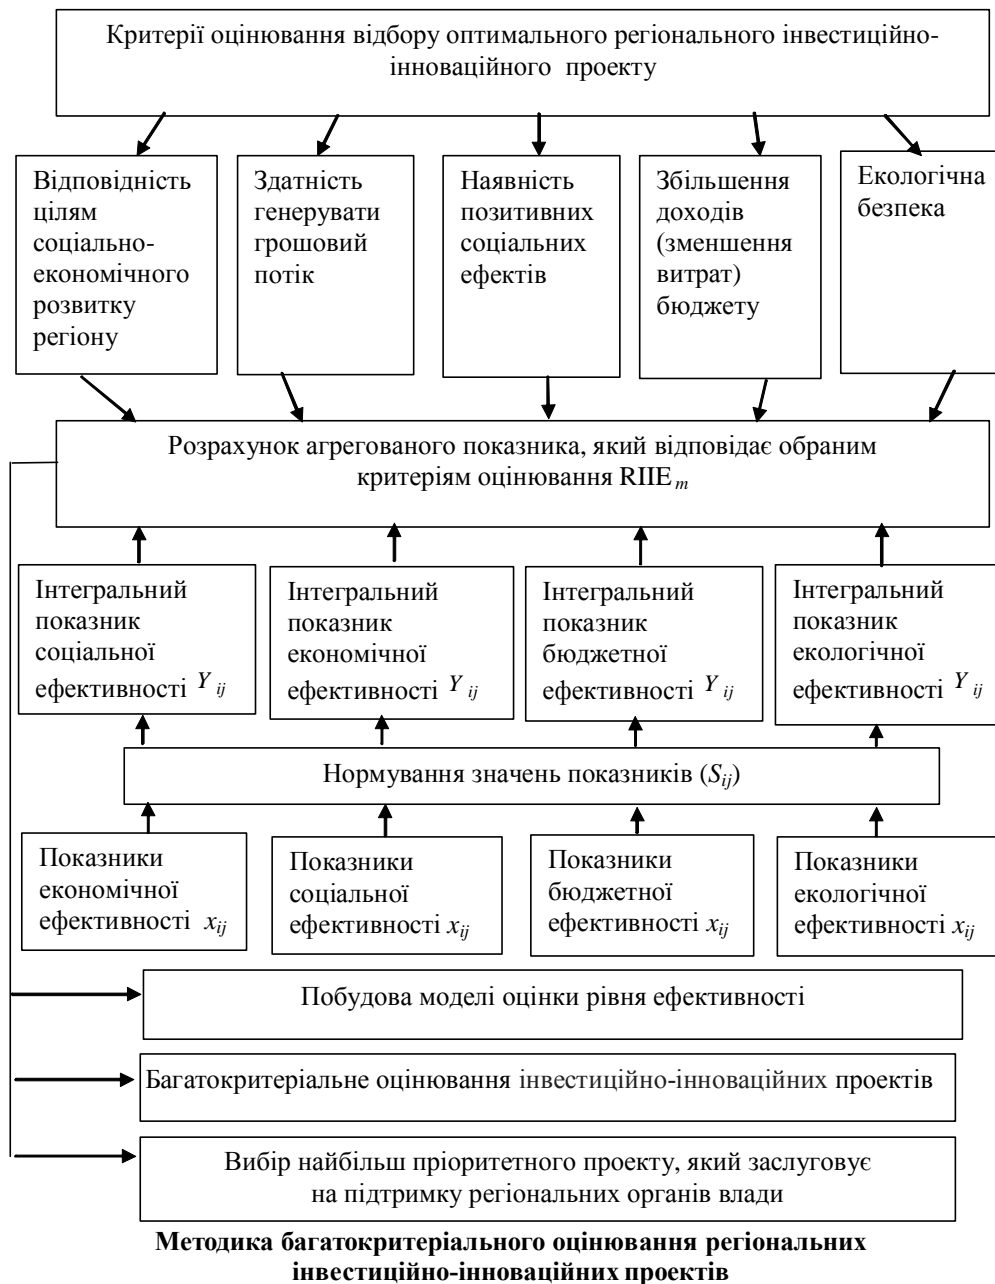 Критерії оцінювання відбору оптимального регіонального інвестиційно-
інноваційного проекту
Відповідність
цілям
соціально-
економічного
розвитку
регіону
Здатність
генерувати
грошовий
потік
Наявність
позитивних
соціальних
ефектів
Збільшення
доходів
(зменшення
витрат)
бюджету
Екологічна
безпека
Розрахунок агрегованого показника, який відповідає обраним
критеріям оцінювання RIIE m
Інтегральний
показник
соціальної
ефективності Y ij
Інтегральний
показник
економічної
ефективності Y ij
Інтегральний
показник
бюджетної
ефективності Y ij
Інтегральний
показник
екологічної
ефективності Y ij
Нормування значень показників (Sij)
Показники
економічної
ефективності xij
Показники
соціальної
ефективності xij
Показники
бюджетної
ефективності xij
Показники
екологічної
ефективності xij
Побудова моделі оцінки рівня ефективності
Багатокритеріальне оцінювання інвестиційно-інноваційних проектів
Вибір найбільш пріоритетного проекту, який заслуговує
на підтримку регіональних органів влади
Методика багатокритеріального оцінювання регіональних
інвестиційно-інноваційних проектів